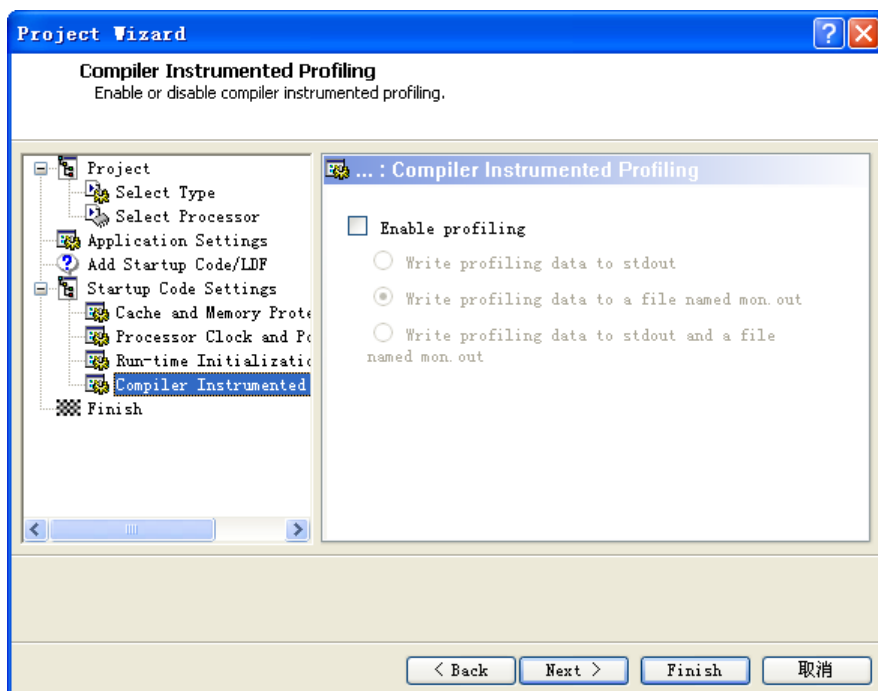 Project Wizard
Compiler Instrumented Profiling
Enable or disable compiler instrumented profiling.
Project
Select Type
Select Processor
Application Settings
Add Startup Code/LDF
Startup Code Settings
Cache and Memory Prote
Processor Clock and Po
Run-time Initializatio
Compiler Instrumented
Finish
... : Compiler Instrumented Profiling
Enable profiling
Write profiling data to stdout
Write profiling data to a file named mon.out
Write profiling data to stdout and a file
named mon.out
< Back
Next >
Finish
取消